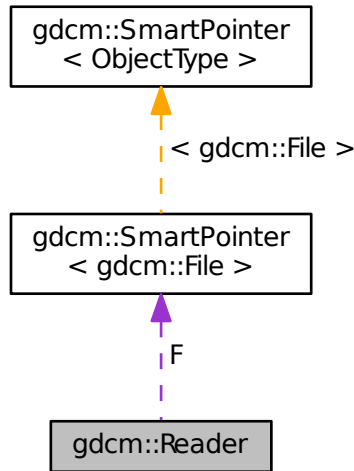 gdcm::SmartPointer
< ObjectType >
< gdcm::File >
gdcm::SmartPointer
< gdcm::File >
F
gdcm::Reader